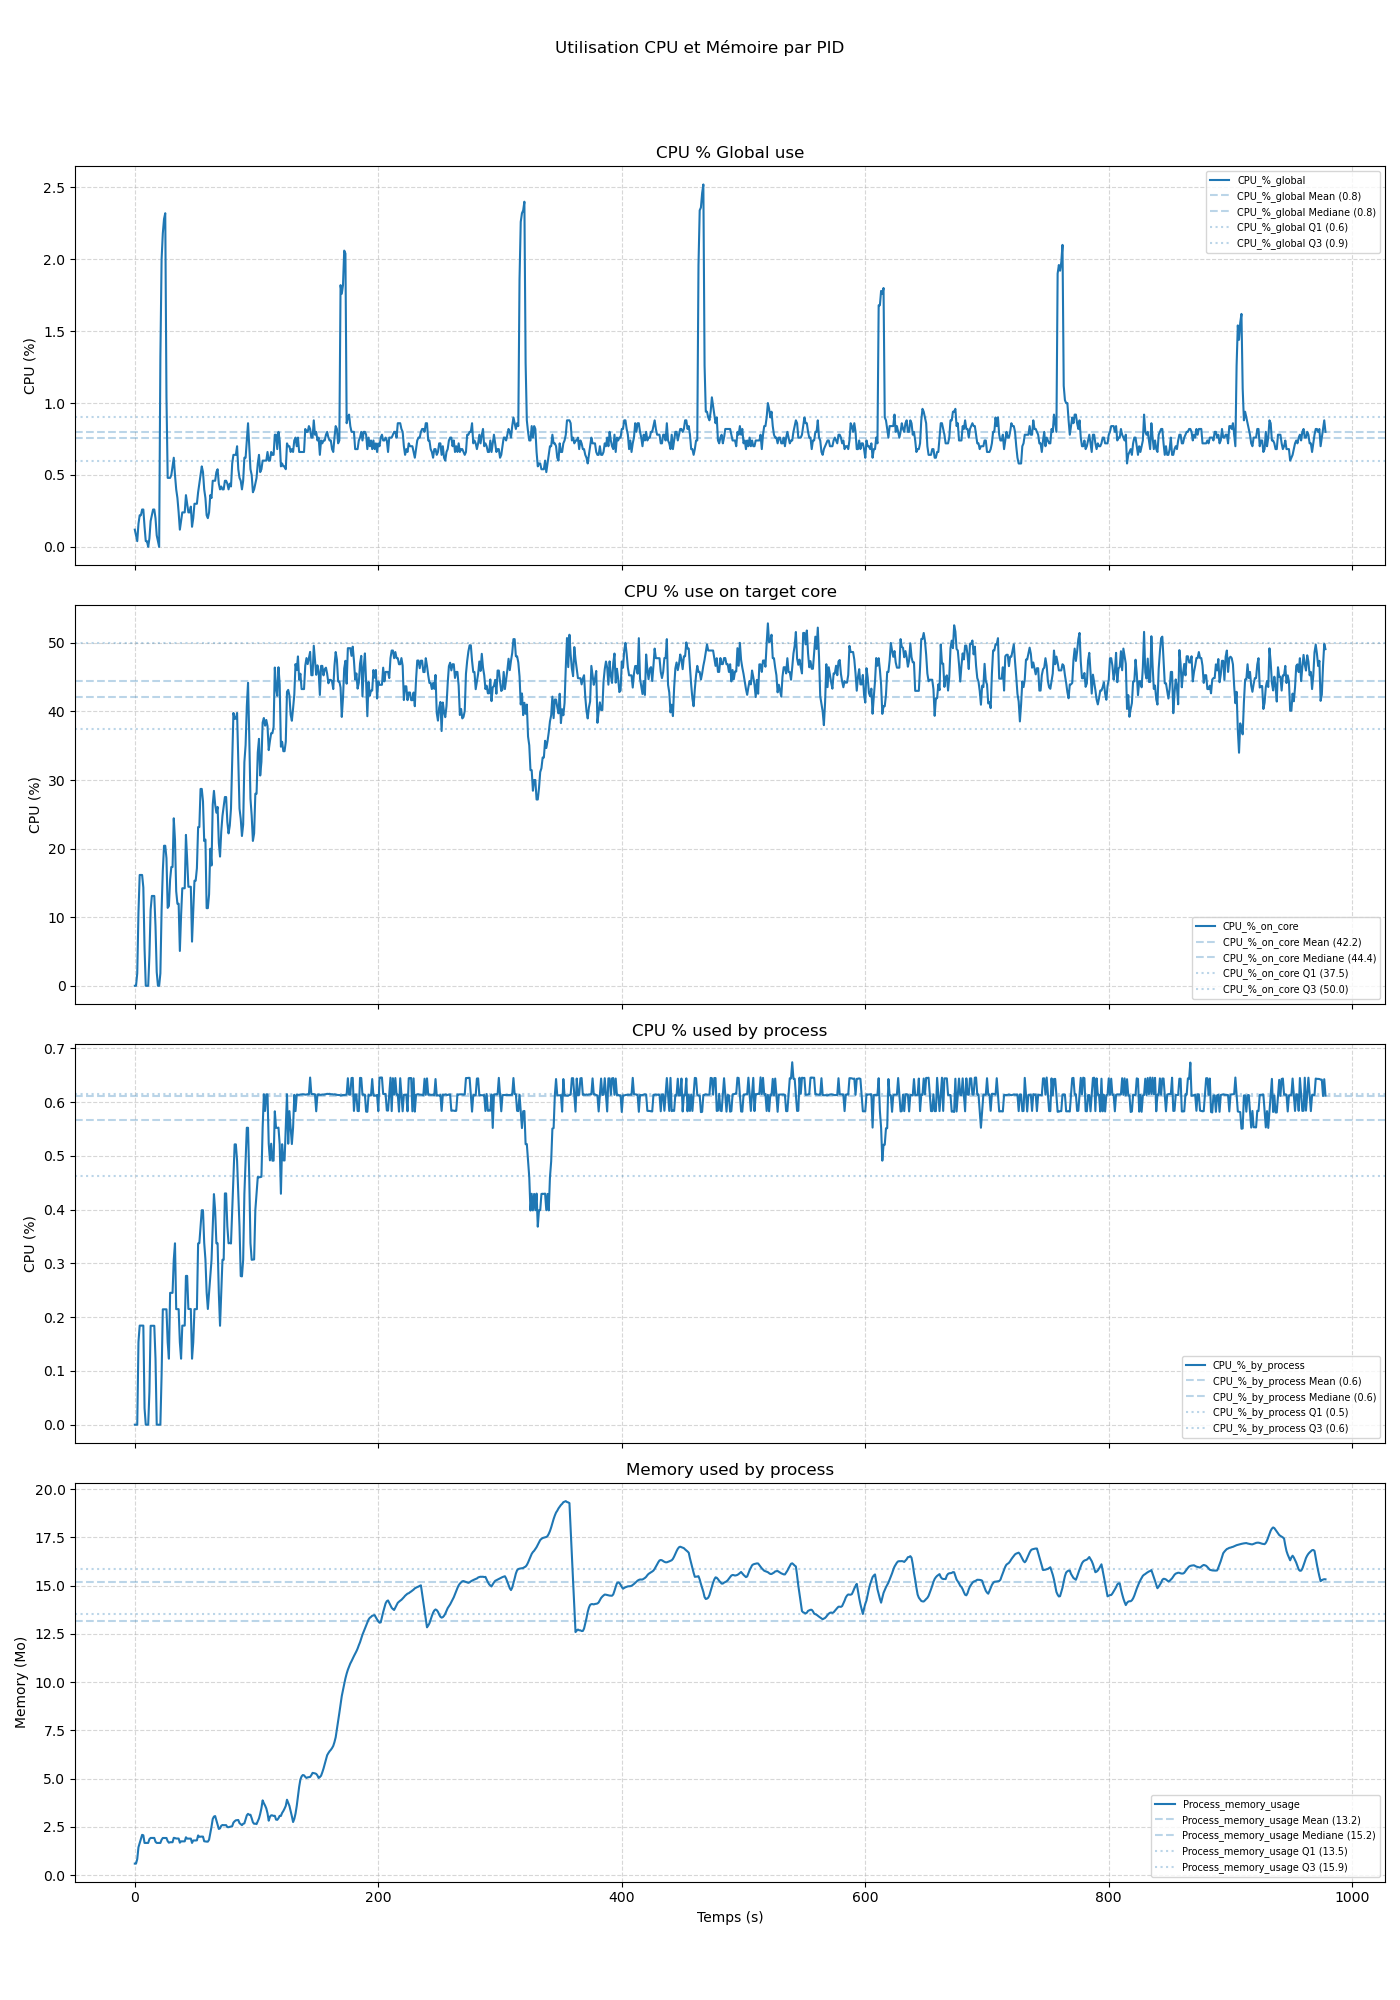 Utilisation CPU et Mémoire par PID
CPU % Global use
2.5
2.0
1.5
1.0
0.5
0.0
CPU (%)
CPU_%_global
CPU_%_global Mean (0.8)
CPU_%_global Mediane (0.8)
CPU_%_global Q1 (0.6)
CPU_%_global Q3 (0.9)
CPU % use on target core
50
40
30
20
10
0
CPU (%)
CPU_%_on_core
CPU_%_on_core Mean (42.2)
CPU_%_on_core Mediane (44.4)
CPU_%_on_core Q1 (37.5)
CPU_%_on_core Q3 (50.0)
CPU % used by process
0.7
0.6
0.5
0.4
0.3
0.2
0.1
0.0
CPU (%)
CPU_%_by_process
CPU_%_by_process Mean (0.6)
CPU_%_by_process Mediane (0.6)
CPU_%_by_process Q1 (0.5)
CPU_%_by_process Q3 (0.6)
Memory used by process
20.0
17.5
15.0
12.5
10.0
7.5
5.0
2.5
0.0
Memory (Mo)
Process_memory_usage
Process_memory_usage Mean (13.2)
Process_memory_usage Mediane (15.2)
Process_memory_usage Q1 (13.5)
Process_memory_usage Q3 (15.9)
0 200 400 600 800 1000
Temps (s)